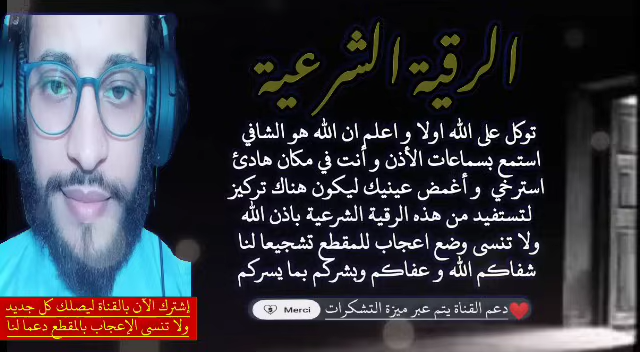 الرقية الشرعية
توكل على الله اولا و اعلم ان الله هو الشافي
استمع بسماعات الأذن و أنت في مكان هادئ
استرخي و أغمض عينيك ليكون هناك تركيز
لتستفيد من هذه الرقية الشرعية باذن الله
ولا تنسى وضع اعجاب للمقطع تشجيعا لنا
شفاكم الله و عفاكم وبشركم بما يسركم
دعم القناة يتم عبر ميزة التشكرات
Merci
إشترك الآن بالقناة ليصلك كل جديد
ولا تنسى الإعجاب بالمقطع دعما لنا